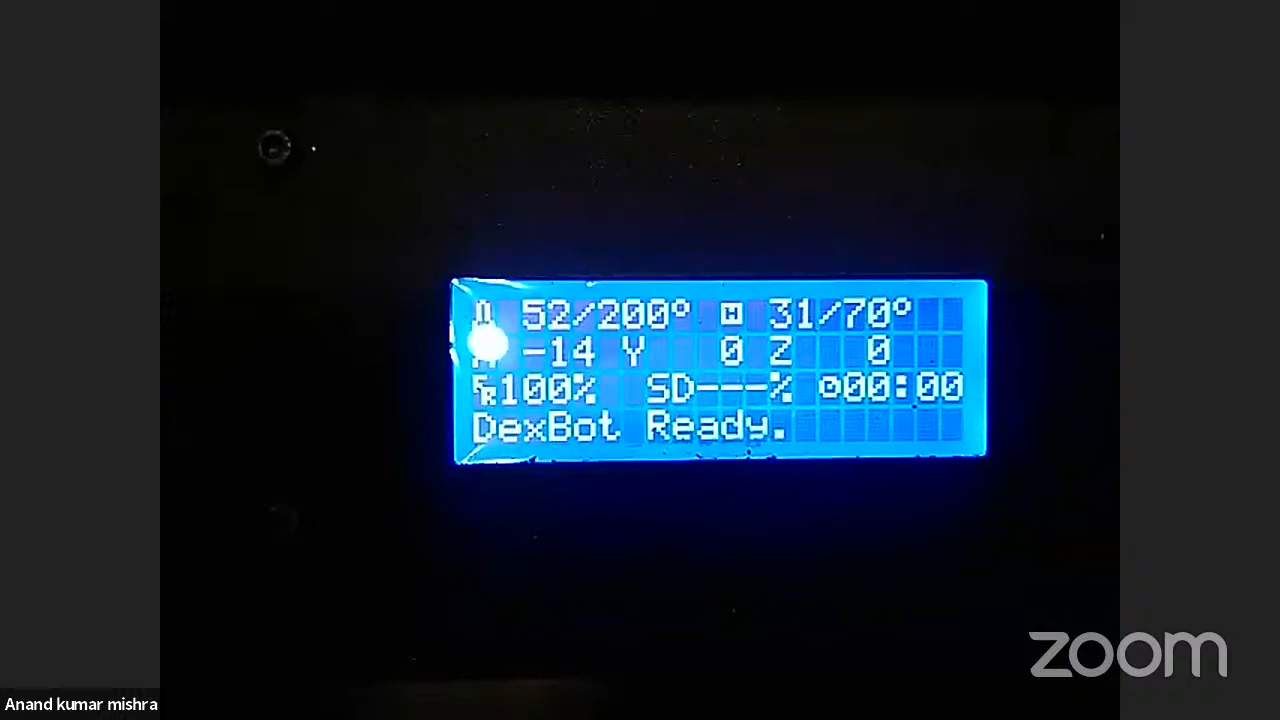 52/200° 31/70°
-14 Y 0 Z 0
100% SD---% 00:00
DexBot Ready.
zoom
Anand kumar mishra